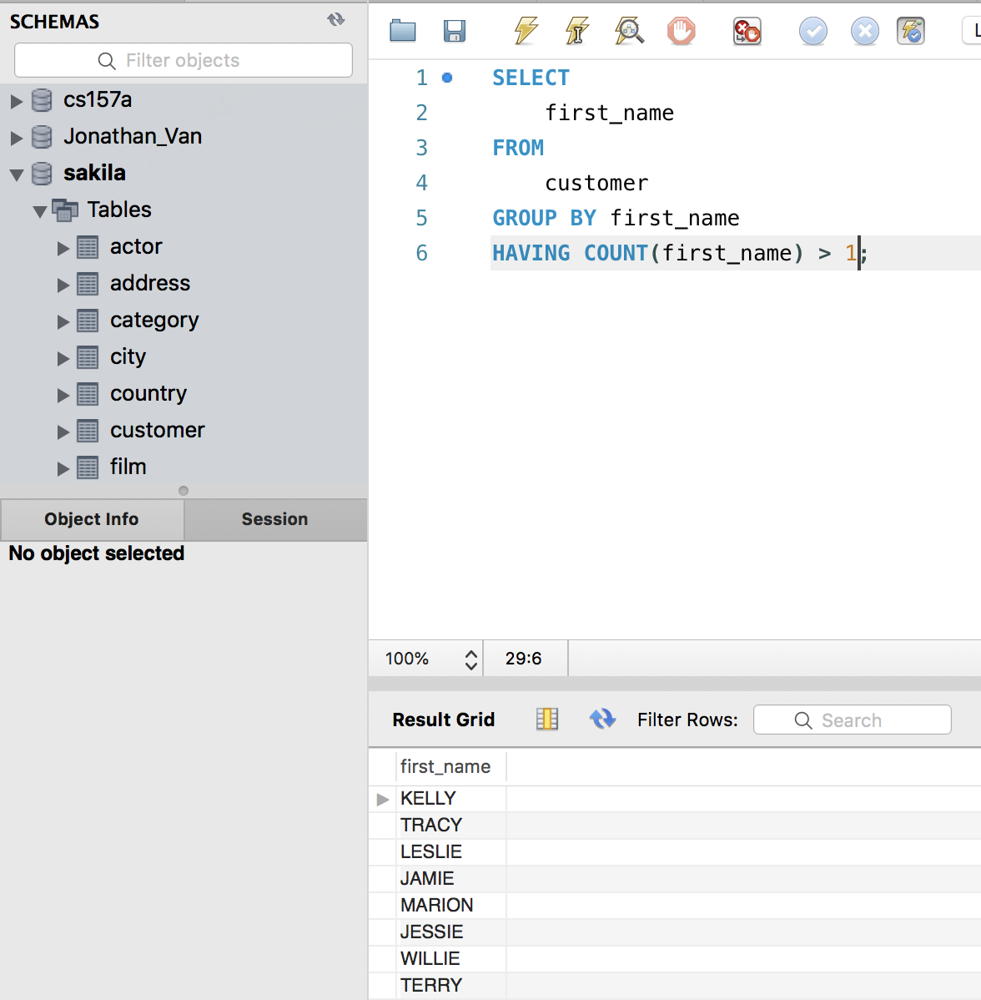 SCHEMAS
Filter objects
cs157a
Jonathan_Van
sakila
Tables
actor
address
category
city
country
customer
film
Object Info
Session
No object selected
L
1 SELECT
2 first_name
3 FROM
4 customer
5 GROUP BY first_name
6 HAVING COUNT(first_name) > 1;
100%
29:6
Result Grid
Filter Rows:
Search
first_name
KELLY
TRACY
LESLIE
JAMIE
MARION
JESSIE
WILLIE
TERRY